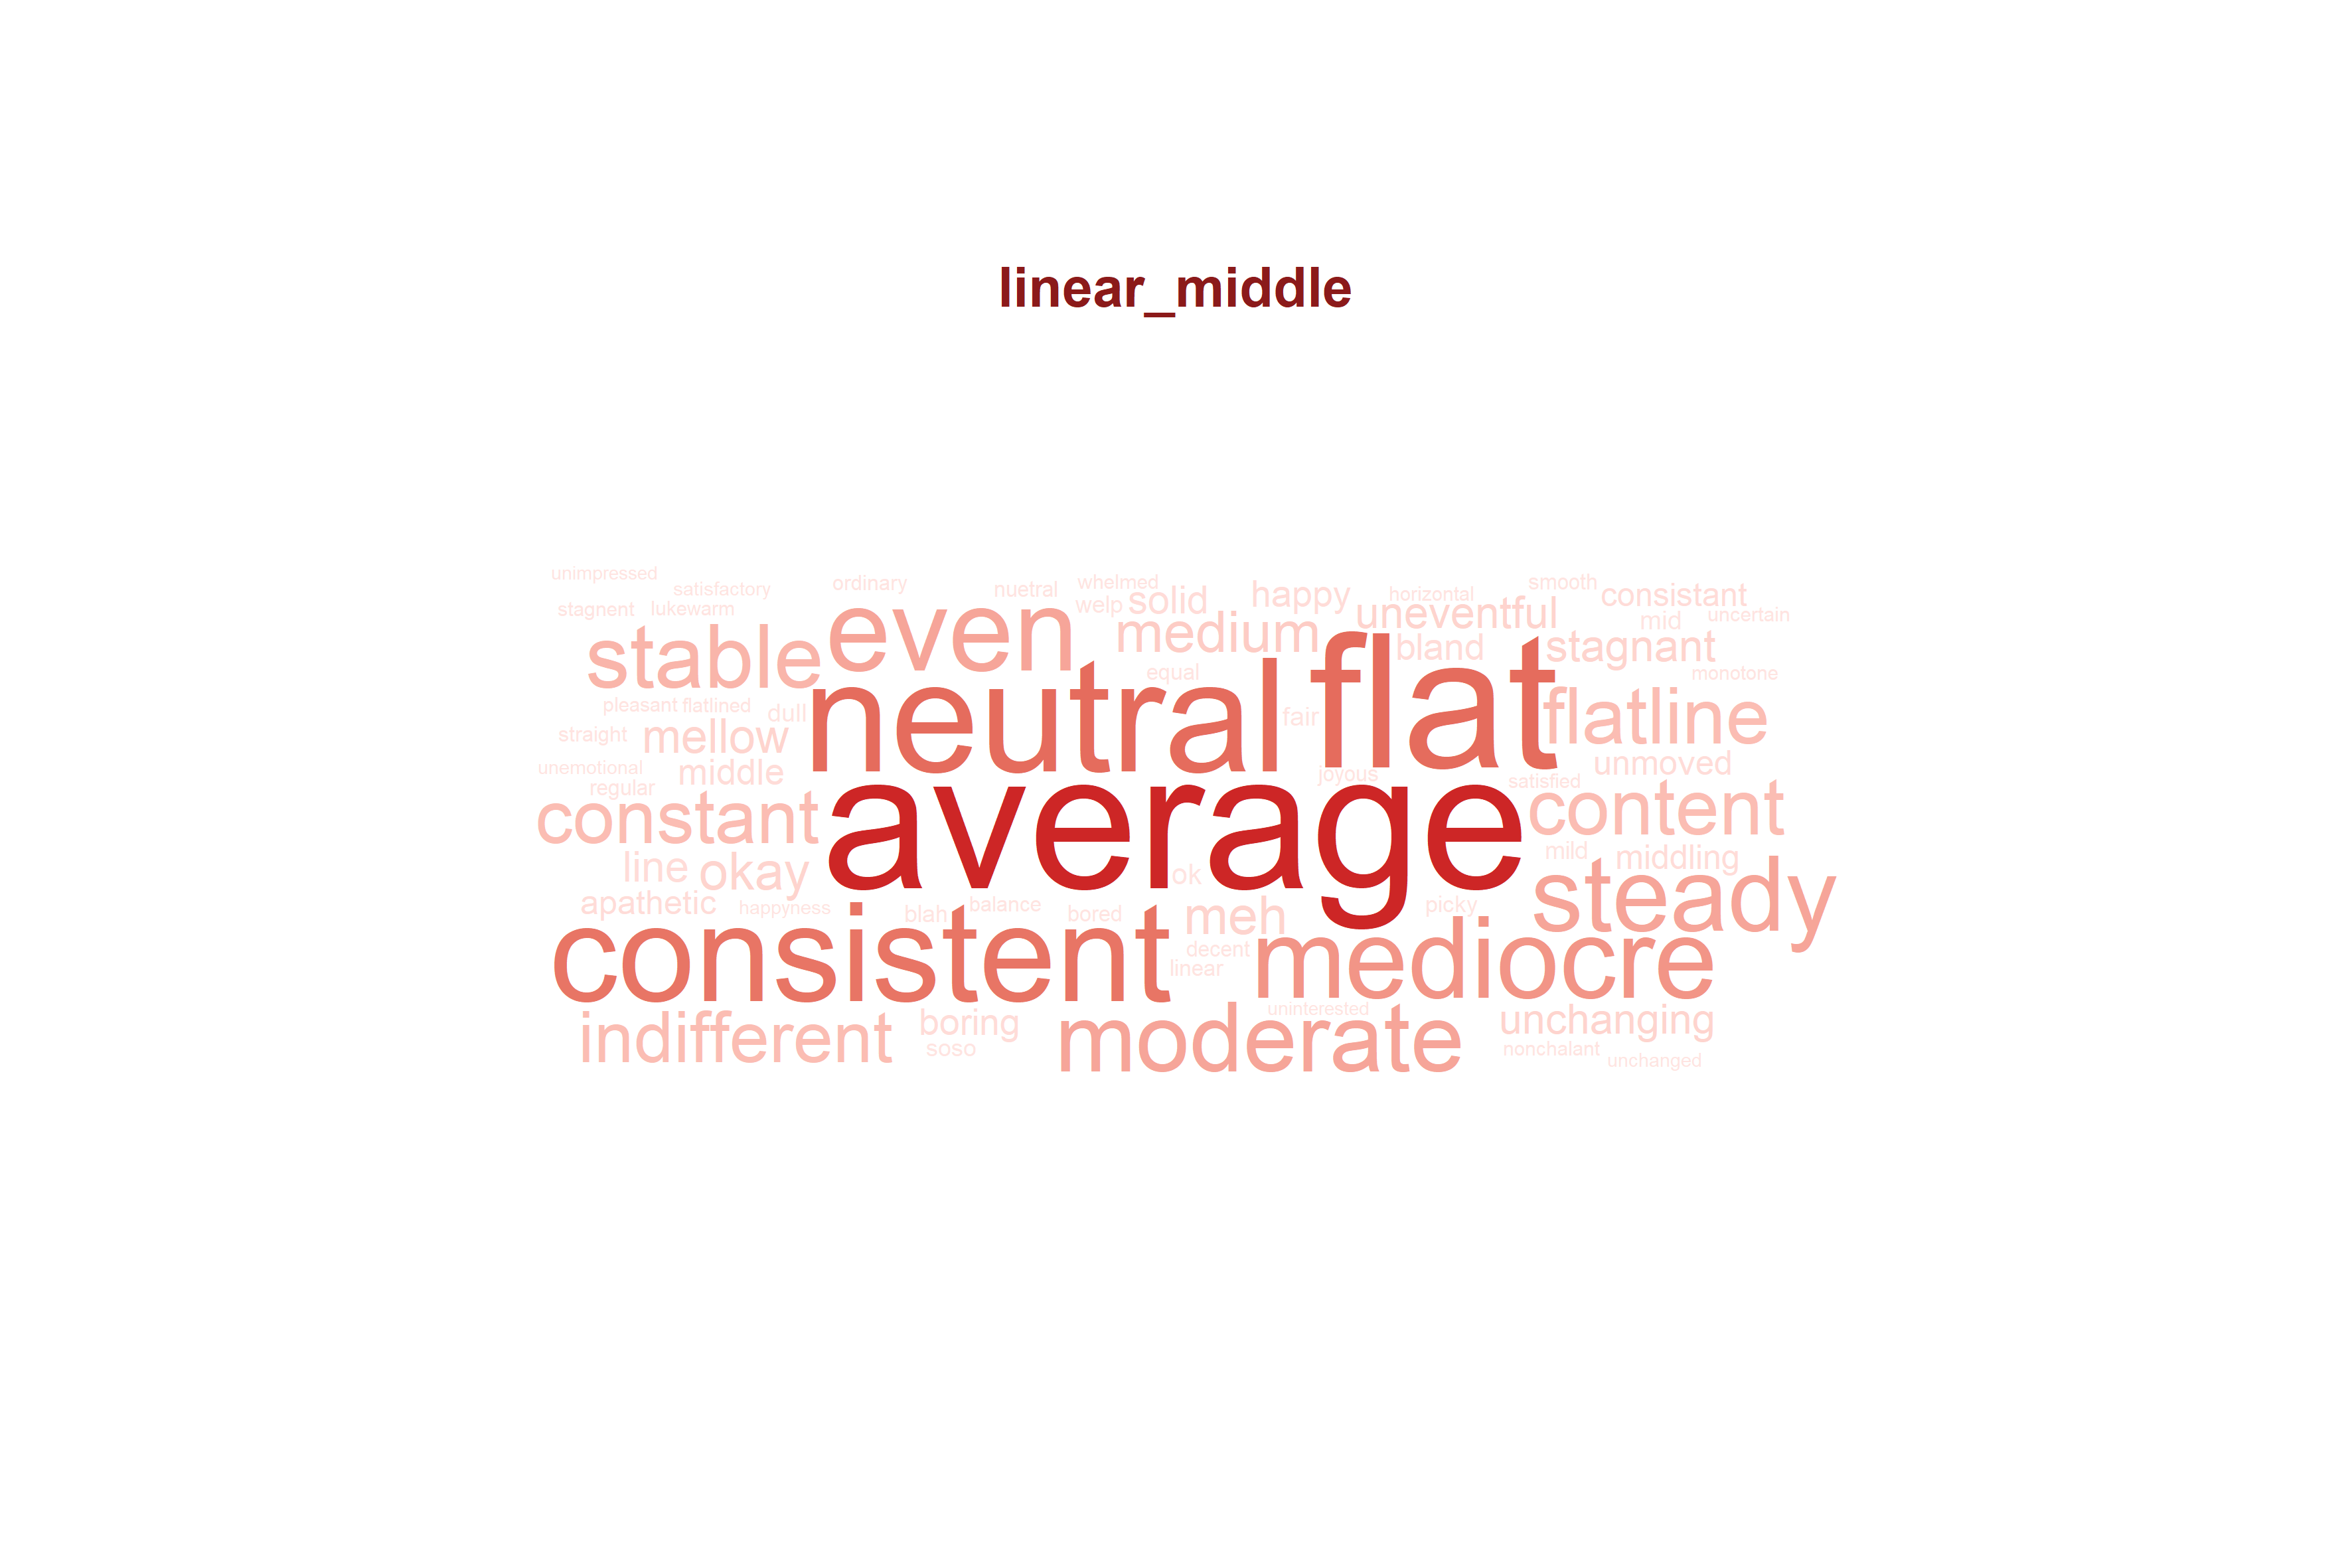 linear_middle
unimpressed
satisfactory
ordinary
nuetral
whelmed
horizontal
smooth
stagnent
lukewarm
welp
solid
happy
consistant
uneventful
mid
uncertain
even
medium
stable
bland
stagnant
flat
equal
monotone
neutral
pleasant
flatlined
dull
fair
flatline
straight
mellow
unemotional
middle
joyous
satisfied
unmoved
regular
constant
average
content
line
okay
ok
mild
middling
apathetic
happyness
blah
balance
bored
meh
picky
steady
consistent
decent
linear
mediocre
indifferent
boring
soso
moderate
uninterested
unchanging
nonchalant
unchanged